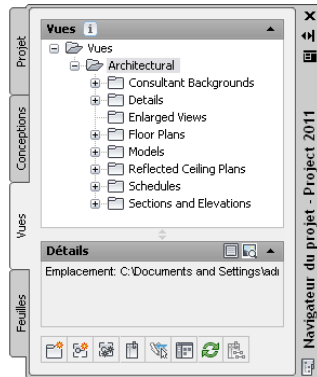 Projet
Conceptions
Vues
Feuilles
Vues
Vues
Architectural
Consultant Backgrounds
Details
Enlarged Views
Floor Plans
Models
Reflected Ceiling Plans
Schedules
Sections and Elevations
Détails
Emplacement: C:\Documents and Settings\adı
Navigateur du projet - Project 2011